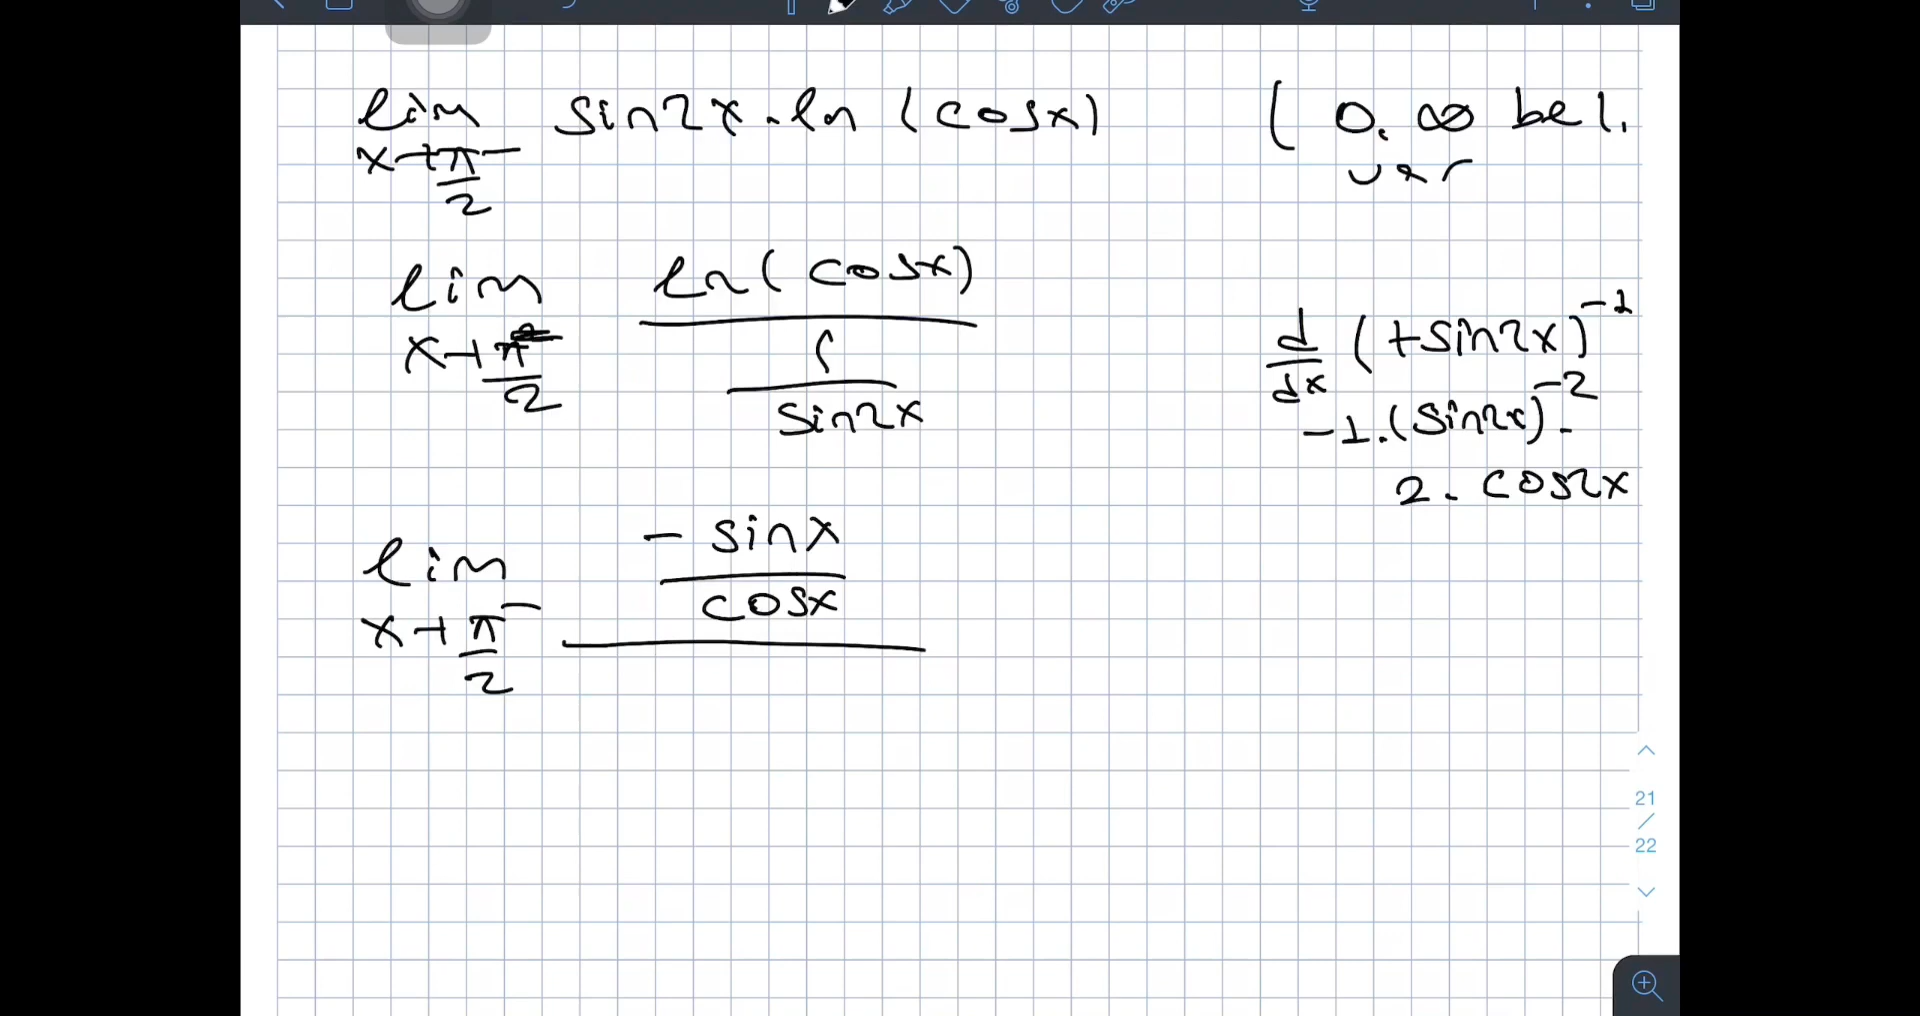 lim x→π/2⁻ sin2x . ln (cosx) ( 0.∞ bel.
var
lim x→π/2 ln(cosx) / (1 / sin2x)
d/dx (+sin2x)⁻¹
-1.(sin2x)⁻² .
2. cos2x
lim x→π/2⁻ (-sinx / cosx) /
21
/
22